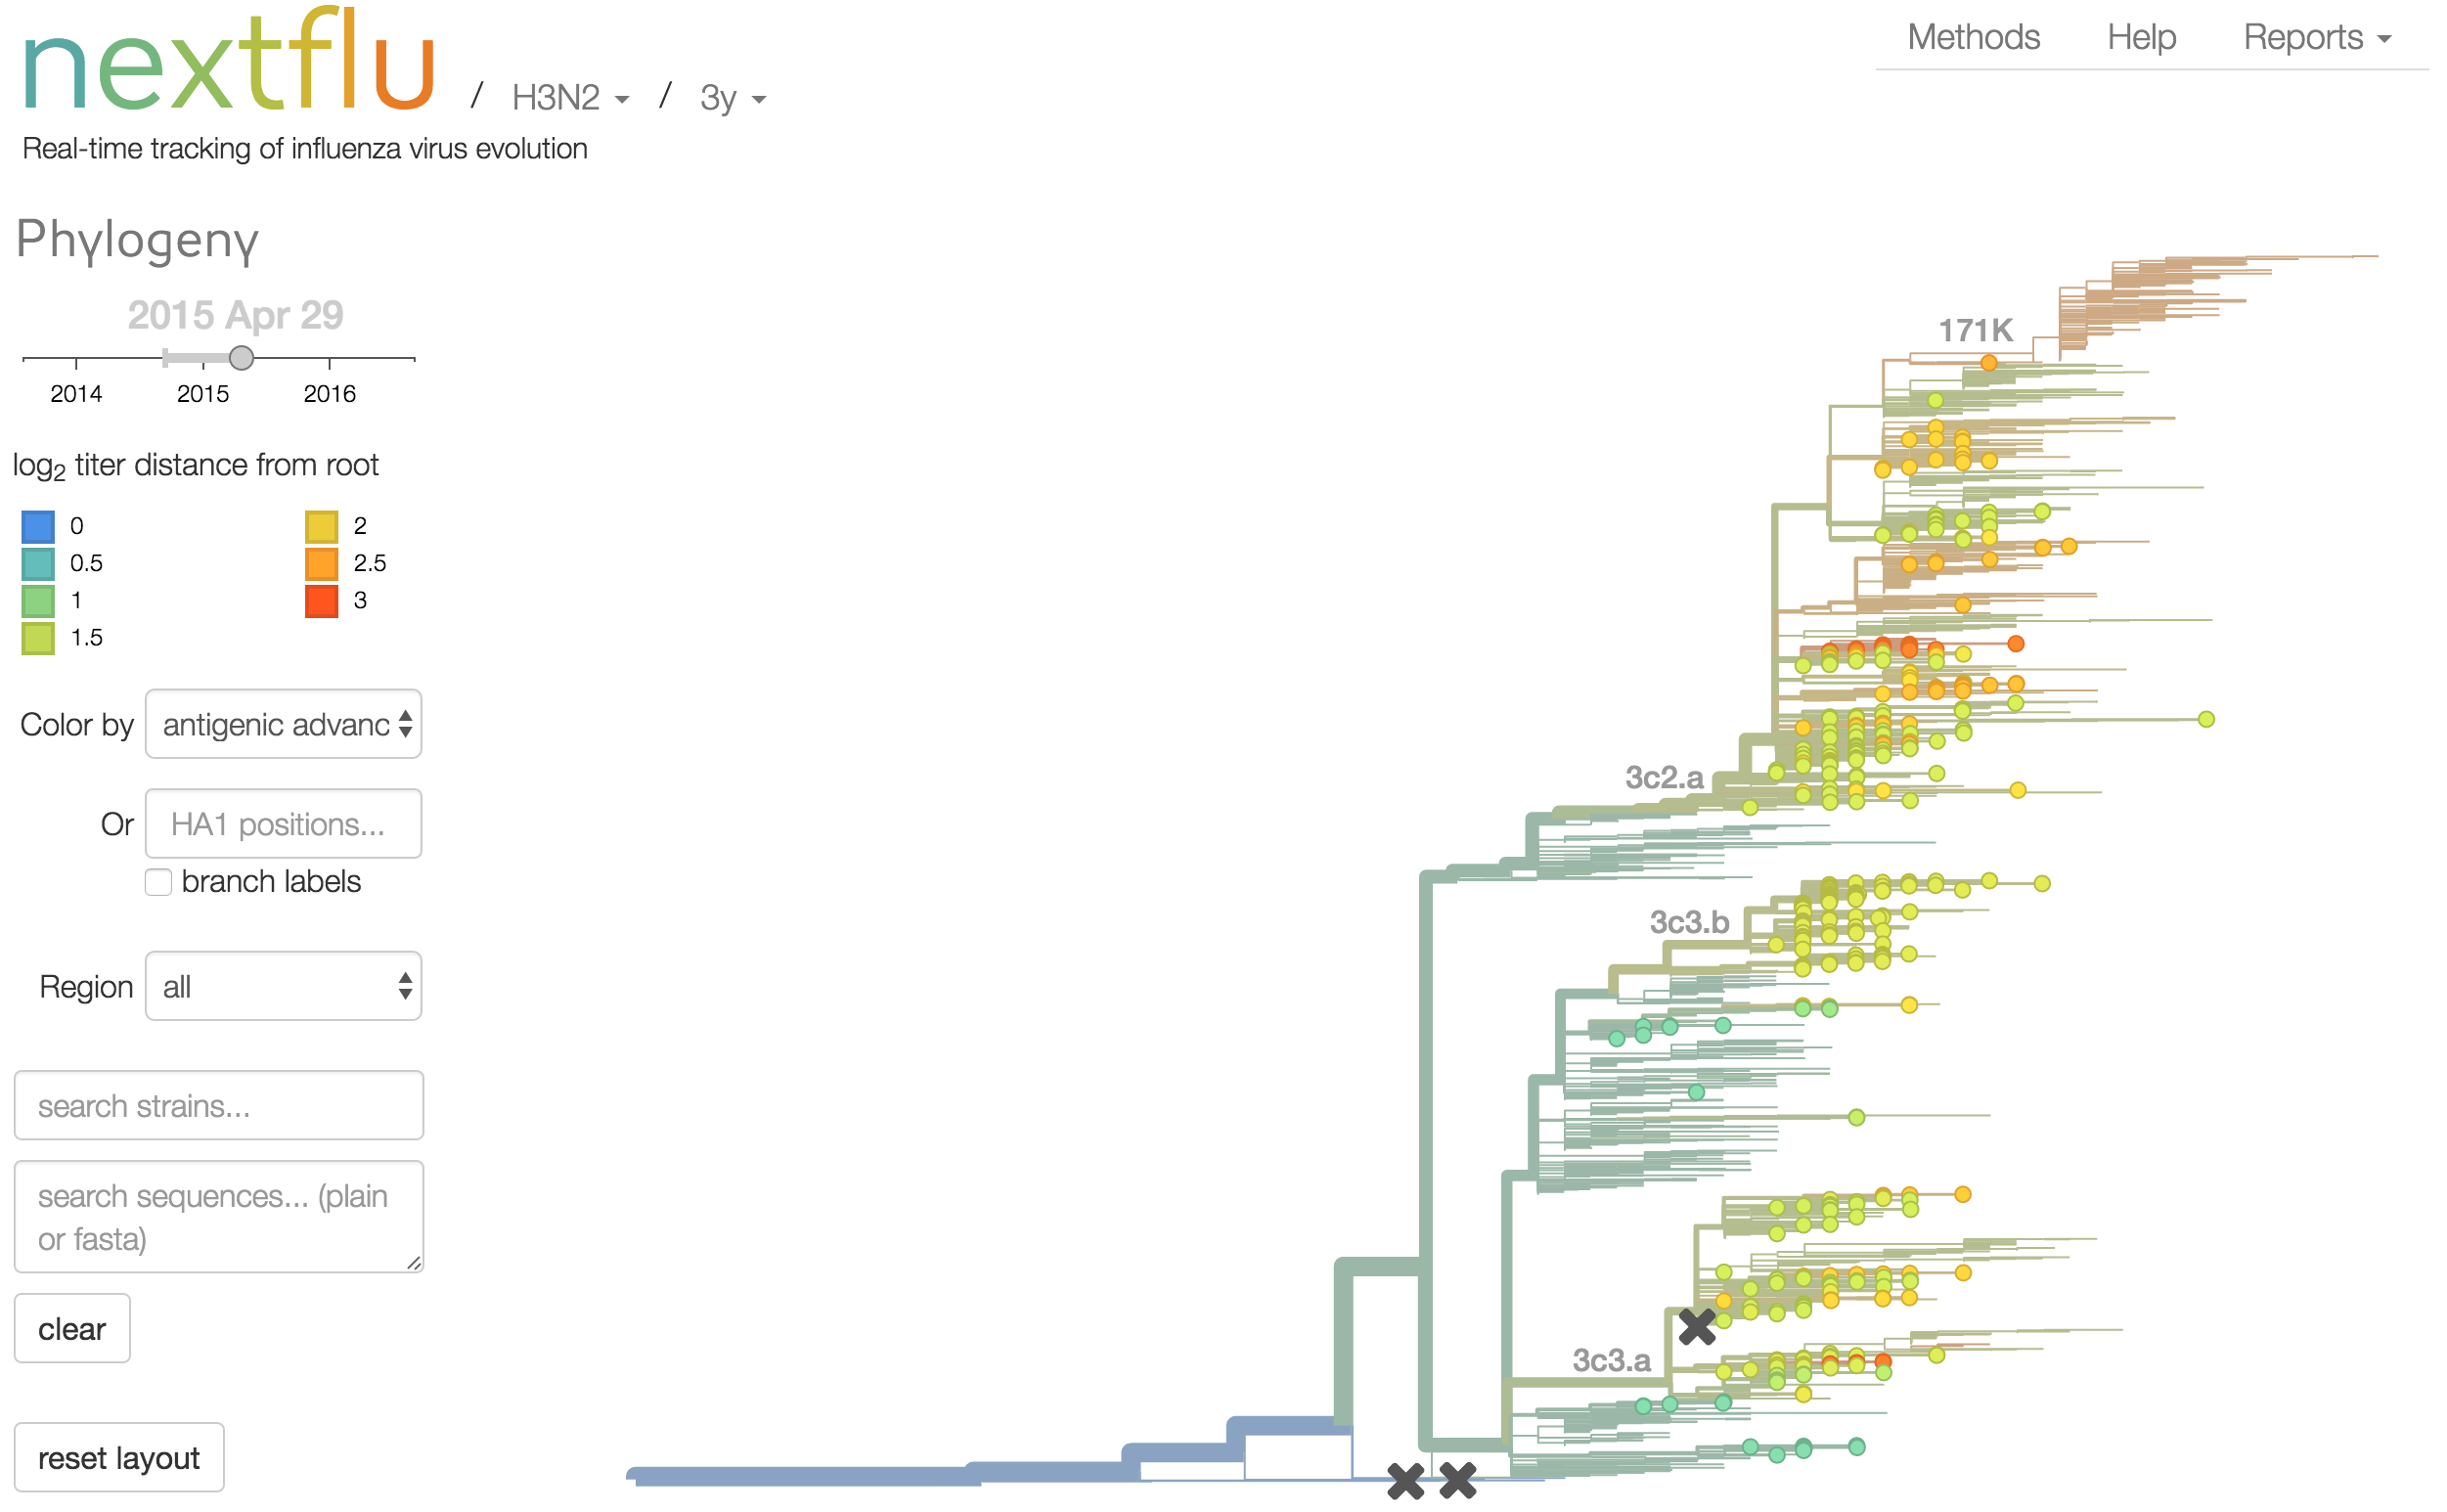 nextflu / H3N2 / 3y
Methods Help Reports
Real-time tracking of influenza virus evolution
Phylogeny
2015 Apr 29
2014 2015 2016
log2 titer distance from root
0 2
0.5 2.5
1 3
1.5
Color by antigenic advanc
Or HA1 positions...
branch labels
Region all
search strains...
search sequences... (plain
or fasta)
clear
reset layout
171K
3c2.a
3c3.b
3c3.a